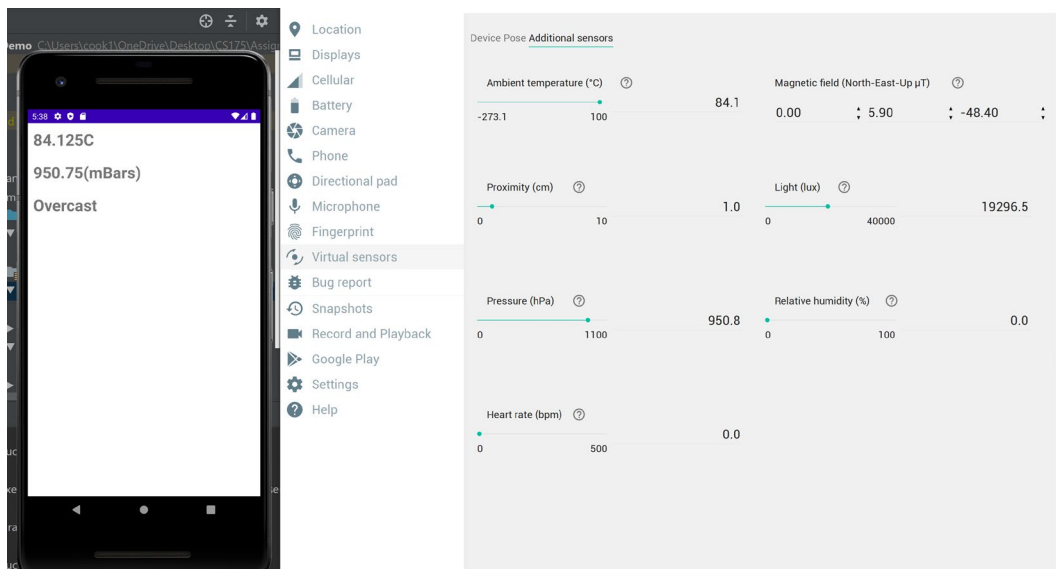 emo C:\Users\cook1\OneDrive\Desktop\CS175\Assig
5:38
84.125C
950.75(mBars)
Overcast
Location
Displays
Cellular
Battery
Camera
Phone
Directional pad
Microphone
Fingerprint
Virtual sensors
Bug report
Snapshots
Record and Playback
Google Play
Settings
Help
Device Pose Additional sensors
Ambient temperature (°C)
84.1
-273.1 100
Magnetic field (North-East-Up µT)
0.00 5.90 -48.40
Proximity (cm)
1.0
0 10
Light (lux)
19296.5
0 40000
Pressure (hPa)
950.8
0 1100
Relative humidity (%)
0.0
0 100
Heart rate (bpm)
0.0
0 500